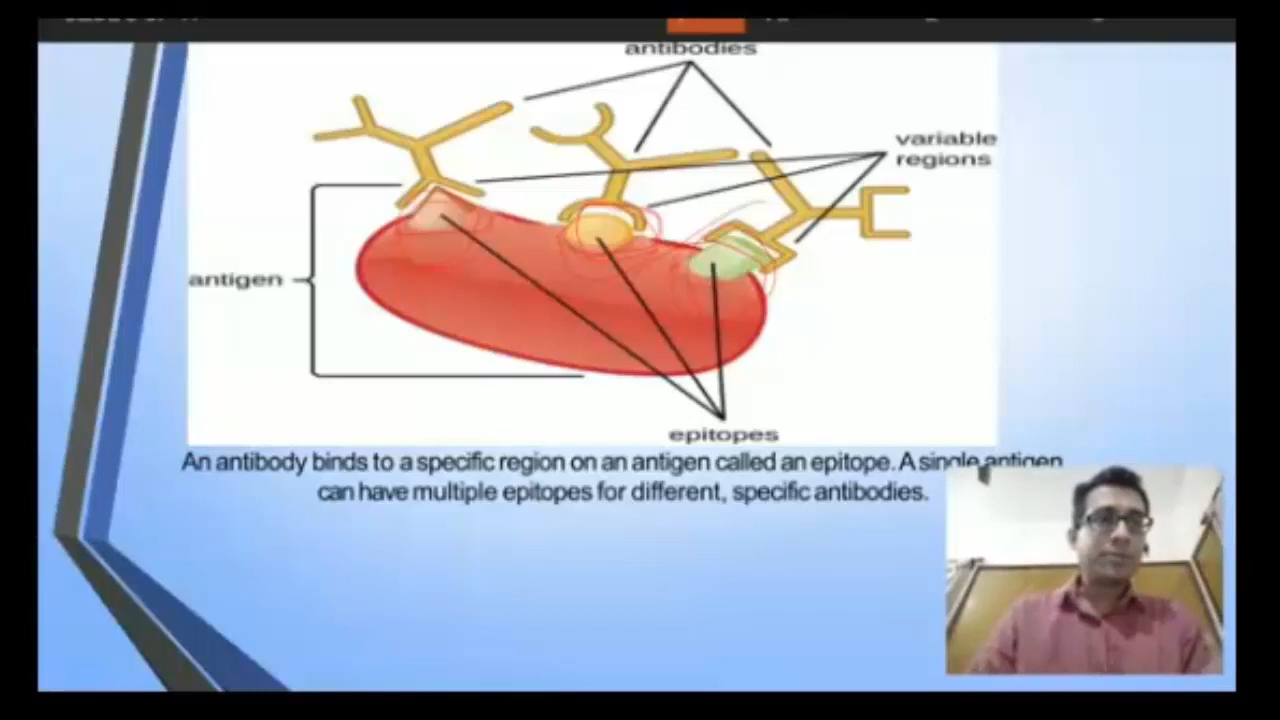 antibodies
variable
regions
antigen
epitopes
An antibody binds to a specific region on an antigen called an epitope. A single antigen
can have multiple epitopes for different, specific antibodies.